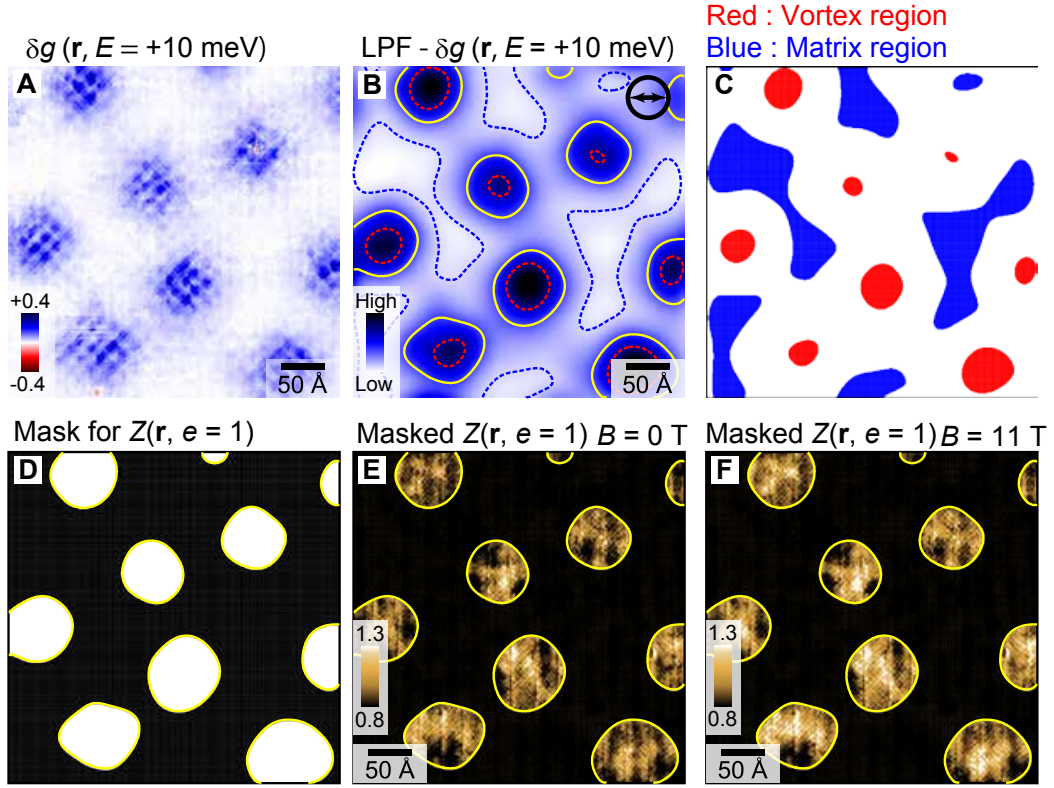 δg (r, E = +10 meV)
LPF - δg (r, E = +10 meV)
Red : Vortex region
Blue : Matrix region
A
B
C
+0.4
-0.4
50 Å
High
Low
50 Å
Mask for Z(r, e = 1)
Masked Z(r, e = 1) B = 0 T
Masked Z(r, e = 1) B = 11 T
D
E
F
1.3
0.8
50 Å
1.3
0.8
50 Å